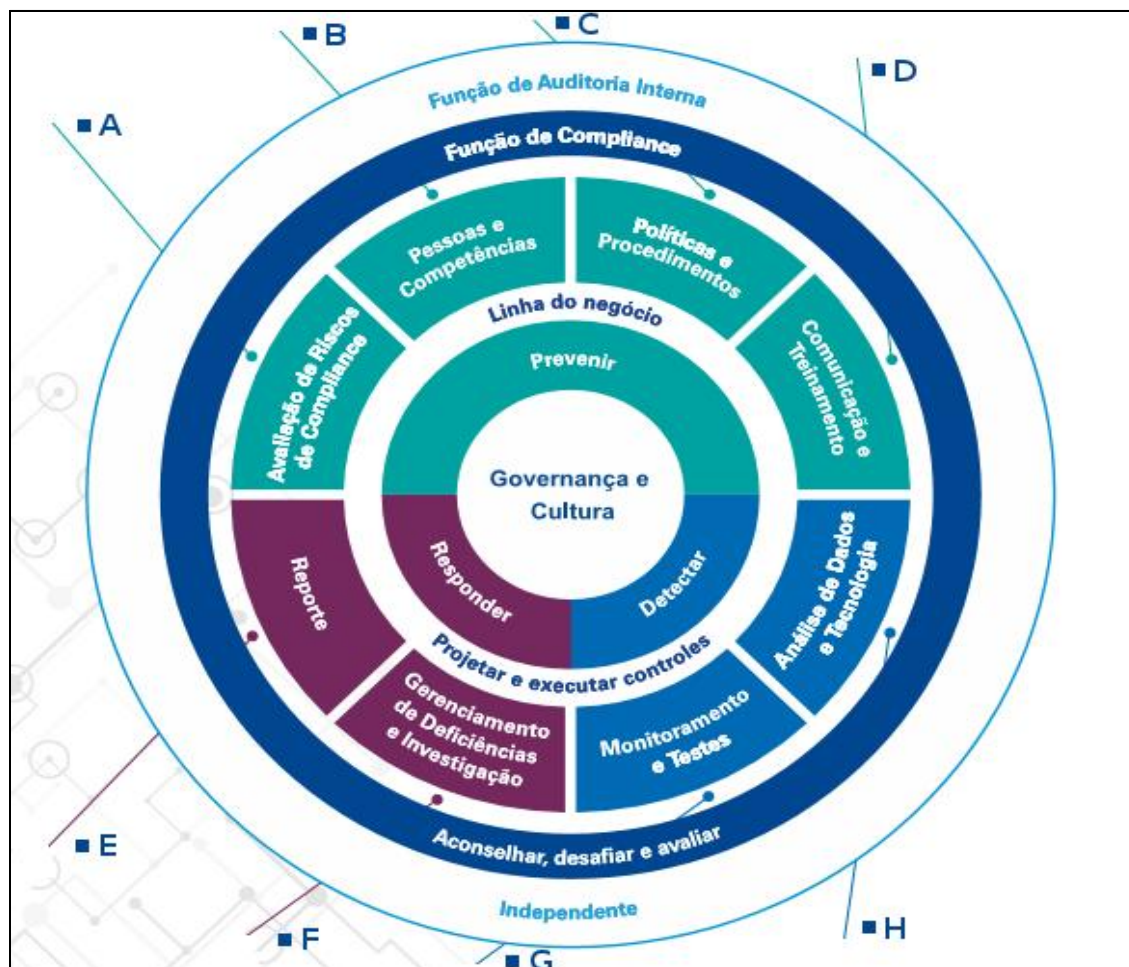 A
B
C
D
Função de Auditoria Interna
Função de Compliance
Pessoas e
Competências
Políticas e
Procedimentos
Avaliação de Riscos
de Compliance
Comunicação e
Treinamento
Linha do negócio
Prevenir
Governança e
Cultura
Responder
Detectar
Reporte
Análise de Dados
e Tecnologia
Projetar e executar controles
Gerenciamento
de Deficiências
e Investigação
Monitoramento
e Testes
Aconselhar, desafiar e avaliar
Independente
E
F
G
H